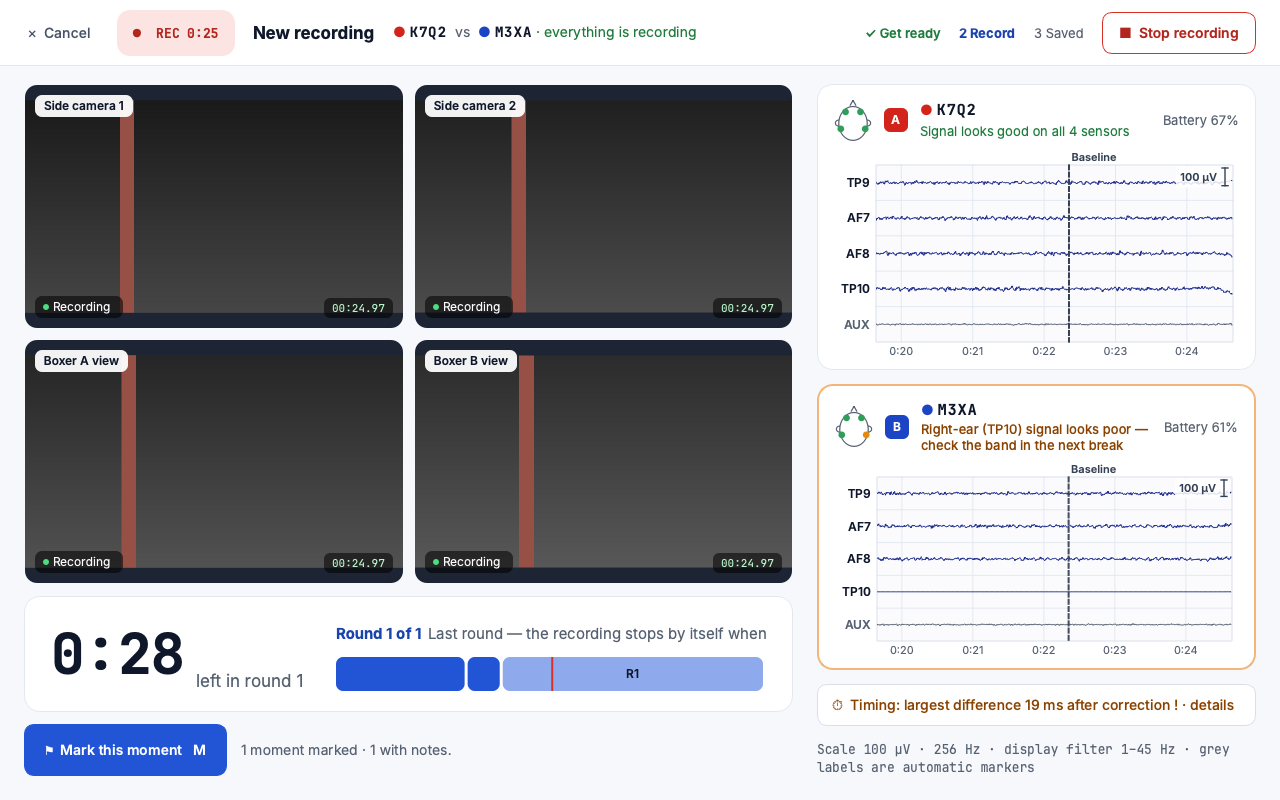 × Cancel
REC 0:25
New recording
K7Q2 vs M3XA · everything is recording
✓ Get ready
2 Record
3 Saved
Stop recording
Side camera 1
Recording
00:24.97
Side camera 2
Recording
00:24.97
Boxer A view
Recording
00:24.97
Boxer B view
Recording
00:24.97
0:28 left in round 1
Round 1 of 1 Last round — the recording stops by itself when
R1
Mark this moment M
1 moment marked · 1 with notes.
A
K7Q2
Signal looks good on all 4 sensors
Battery 67%
Baseline
100 µV
TP9
AF7
AF8
TP10
AUX
0:20 0:21 0:22 0:23 0:24
B
M3XA
Right-ear (TP10) signal looks poor —
check the band in the next break
Battery 61%
Baseline
100 µV
TP9
AF7
AF8
TP10
AUX
0:20 0:21 0:22 0:23 0:24
Timing: largest difference 19 ms after correction ! · details
Scale 100 µV · 256 Hz · display filter 1–45 Hz · grey
labels are automatic markers